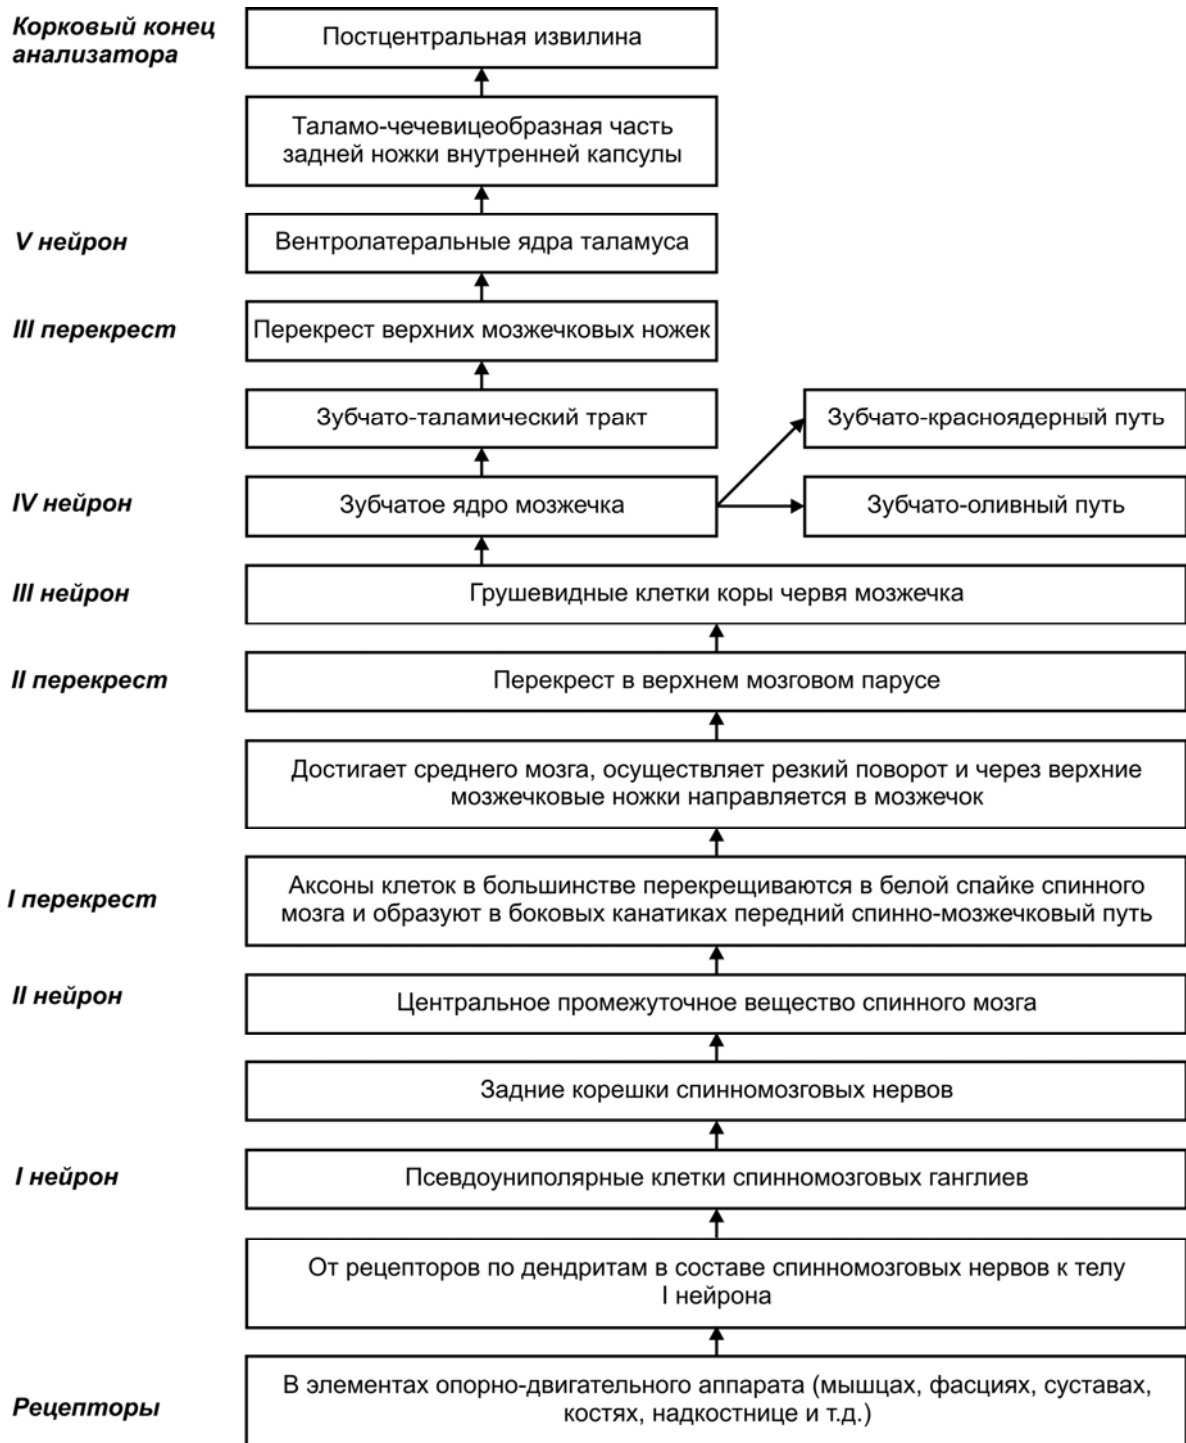 Корковый конец
анализатора
Постцентральная извилина
Таламо-чечевицеобразная часть
задней ножки внутренней капсулы
V нейрон
Вентролатеральные ядра таламуса
III перекрест
Перекрест верхних мозжечковых ножек
Зубчато-таламический тракт
Зубчато-красноядерный путь
IV нейрон
Зубчатое ядро мозжечка
Зубчато-оливный путь
III нейрон
Грушевидные клетки коры червя мозжечка
II перекрест
Перекрест в верхнем мозговом парусе
Достигает среднего мозга, осуществляет резкий поворот и через верхние
мозжечковые ножки направляется в мозжечок
I перекрест
Аксоны клеток в большинстве перекрещиваются в белой спайке спинного
мозга и образуют в боковых канатиках передний спинно-мозжечковый путь
II нейрон
Центральное промежуточное вещество спинного мозга
Задние корешки спинномозговых нервов
I нейрон
Псевдоуниполярные клетки спинномозговых ганглиев
От рецепторов по дендритам в составе спинномозговых нервов к телу
I нейрона
Рецепторы
В элементах опорно-двигательного аппарата (мышцах, фасциях, суставах,
костях, надкостнице и т.д.)